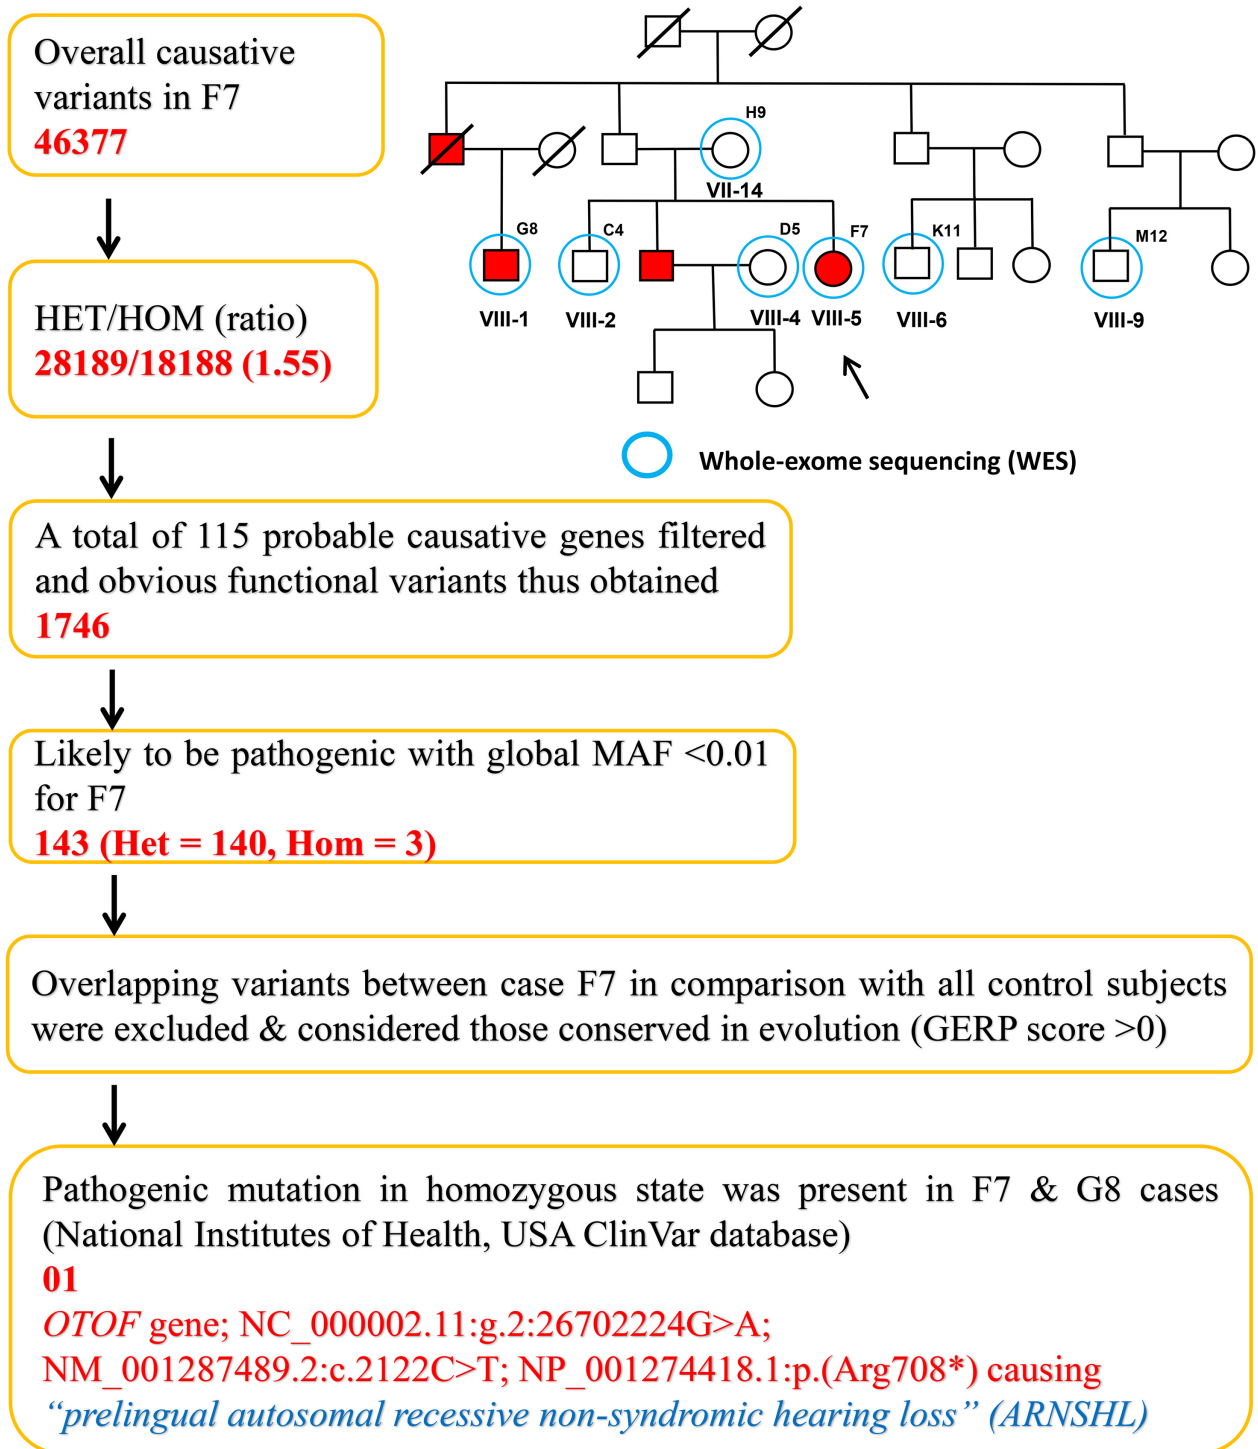 Overall causative
variants in F7
46377
HET/HOM (ratio)
28189/18188 (1.55)
H9
VII-14
G8
C4
D5
F7
K11
M12
VIII-1
VIII-2
VIII-4
VIII-5
VIII-6
VIII-9
Whole-exome sequencing (WES)
A total of 115 probable causative genes filtered
and obvious functional variants thus obtained
1746
Likely to be pathogenic with global MAF <0.01
for F7
143 (Het = 140, Hom = 3)
Overlapping variants between case F7 in comparison with all control subjects
were excluded & considered those conserved in evolution (GERP score >0)
Pathogenic mutation in homozygous state was present in F7 & G8 cases
(National Institutes of Health, USA ClinVar database)
01
OTOF gene; NC_000002.11:g.2:26702224G>A;
NM_001287489.2:c.2122C>T; NP_001274418.1:p.(Arg708*) causing
“prelingual autosomal recessive non-syndromic hearing loss” (ARNSHL)